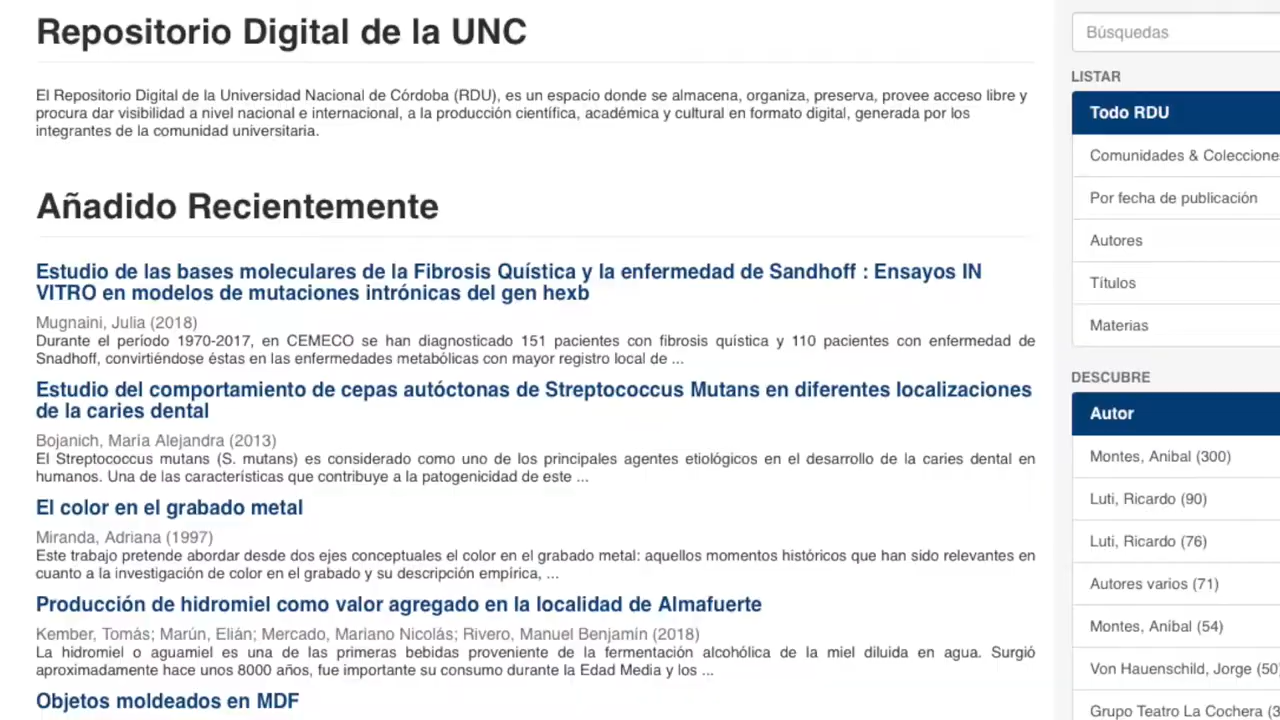 Repositorio Digital de la UNC
El Repositorio Digital de la Universidad Nacional de Córdoba (RDU), es un espacio donde se almacena, organiza, preserva, provee acceso libre y
procura dar visibilidad a nivel nacional e internacional, a la producción científica, académica y cultural en formato digital, generada por los
integrantes de la comunidad universitaria.
Añadido Recientemente
Estudio de las bases moleculares de la Fibrosis Quística y la enfermedad de Sandhoff : Ensayos IN
VITRO en modelos de mutaciones intrónicas del gen hexb
Mugnaini, Julia (2018)
Durante el período 1970-2017, en CEMECO se han diagnosticado 151 pacientes con fibrosis quística y 110 pacientes con enfermedad de
Snadhoff, convirtiéndose éstas en las enfermedades metabólicas con mayor registro local de ...
Estudio del comportamiento de cepas autóctonas de Streptococcus Mutans en diferentes localizaciones
de la caries dental
Bojanich, María Alejandra (2013)
El Streptococcus mutans (S. mutans) es considerado como uno de los principales agentes etiológicos en el desarrollo de la caries dental en
humanos. Una de las características que contribuye a la patogenicidad de este ...
El color en el grabado metal
Miranda, Adriana (1997)
Este trabajo pretende abordar desde dos ejes conceptuales el color en el grabado metal: aquellos momentos históricos que han sido relevantes en
cuanto a la investigación de color en el grabado y su descripción empírica, ...
Producción de hidromiel como valor agregado en la localidad de Almafuerte
Kember, Tomás; Marún, Elián; Mercado, Mariano Nicolás; Rivero, Manuel Benjamín (2018)
La hidromiel o aguamiel es una de las primeras bebidas proveniente de la fermentación alcohólica de la miel diluida en agua. Surgió
aproximadamente hace unos 8000 años, fue importante su consumo durante la Edad Media y los ...
Objetos moldeados en MDF
Búsquedas
LISTAR
Todo RDU
Comunidades & Coleccione
Por fecha de publicación
Autores
Títulos
Materias
DESCUBRE
Autor
Montes, Anibal (300)
Luti, Ricardo (90)
Luti, Ricardo (76)
Autores varios (71)
Montes, Aníbal (54)
Von Hauenschild, Jorge (50
Grupo Teatro La Cochera (3